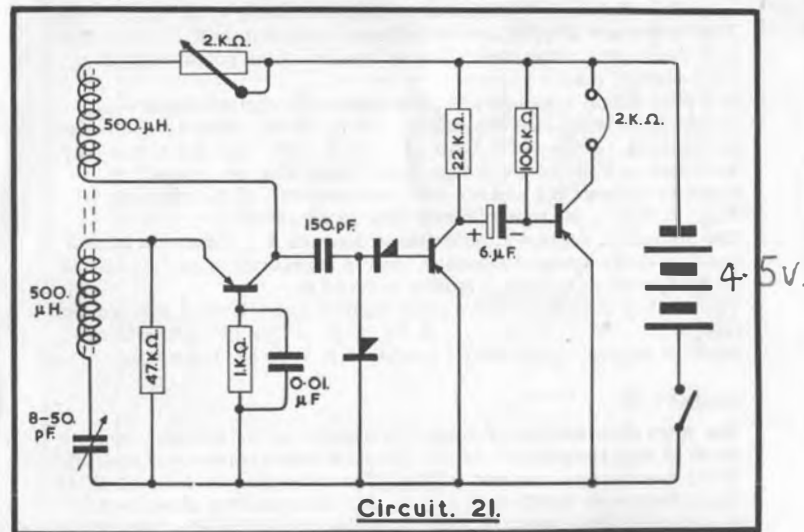 2.K.Ω.
500.μH.
22.K.Ω.
100.K.Ω
2.K.Ω.
150.pF.
+
−
6.μF.
4.5V.
500.
μH.
47.K.Ω.
1.K.Ω.
0·01.
μF
8–50.
pF.
Circuit. 21.